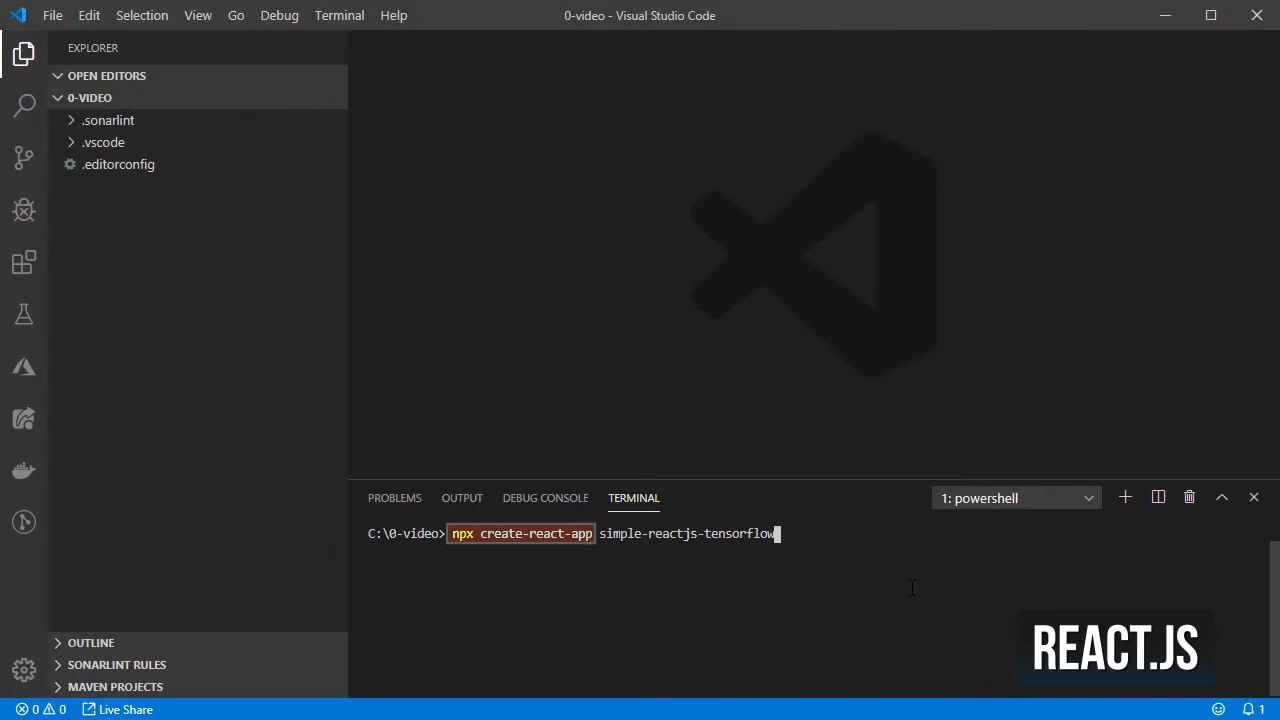 File Edit Selection View Go Debug Terminal Help
0-video - Visual Studio Code
EXPLORER
OPEN EDITORS
0-VIDEO
.sonarlint
.vscode
.editorconfig
OUTLINE
SONARLINT RULES
MAVEN PROJECTS
PROBLEMS OUTPUT DEBUG CONSOLE TERMINAL
1: powershell
C:\0-video>npx create-react-app simple-reactjs-tensorflow
REACT.JS
0 0 Live Share
1